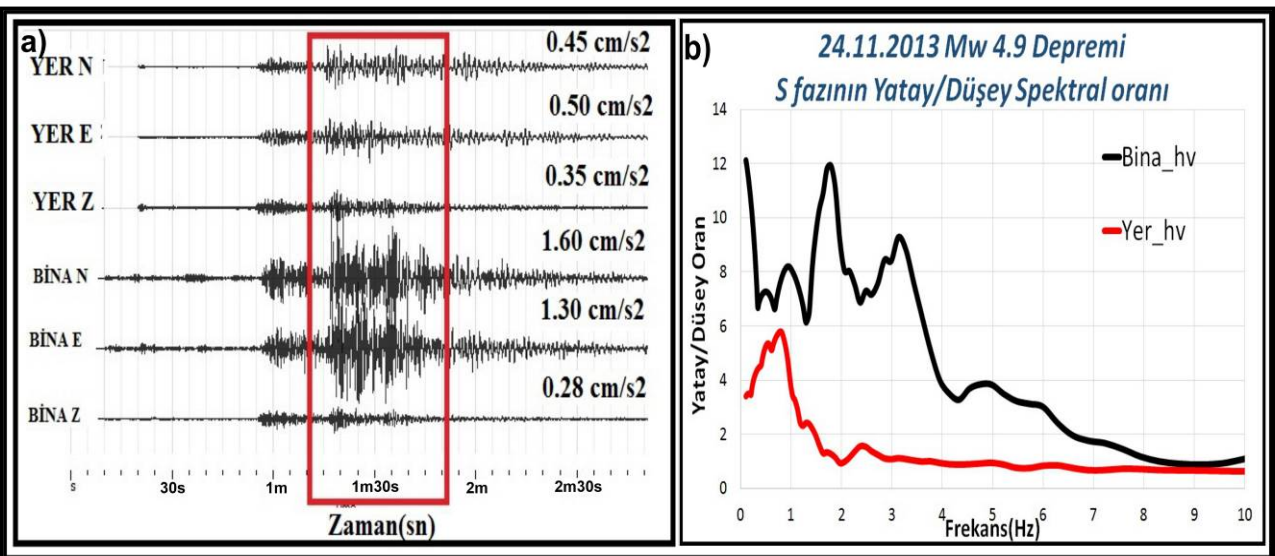 a)
YER N
0.45 cm/s2
YER E
0.50 cm/s2
YER Z
0.35 cm/s2
BİNA N
1.60 cm/s2
BİNA E
1.30 cm/s2
BİNA Z
0.28 cm/s2
s 30s 1m 1m30s 2m 2m30s
Zaman(sn)
b)
24.11.2013 Mw 4.9 Depremi
S fazının Yatay/Düşey Spektral oranı
Yatay/Düsey Oran
14
12
10
8
6
4
2
0
Bina_hv
Yer_hv
0 1 2 3 4 5 6 7 8 9 10
Frekans(Hz)